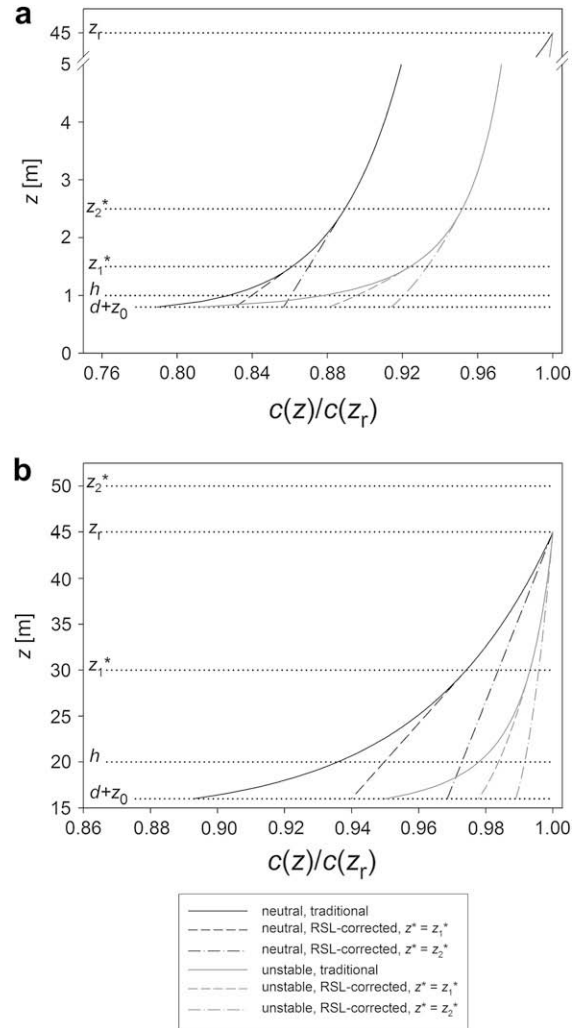 a
z_r
45
5
4
z [m]
3
z_2*
2
z_1*
h
1
d+z_0
0
0.76 0.80 0.84 0.88 0.92 0.96 1.00
c(z)/c(z_r)
b
50
z_2*
45
z_r
40
z [m]
35
30
z_1*
25
20
h
15
d+z_0
0.86 0.88 0.90 0.92 0.94 0.96 0.98 1.00
c(z)/c(z_r)
neutral, traditional
neutral, RSL-corrected, z* = z_1*
neutral, RSL-corrected, z* = z_2*
unstable, traditional
unstable, RSL-corrected, z* = z_1*
unstable, RSL-corrected, z* = z_2*